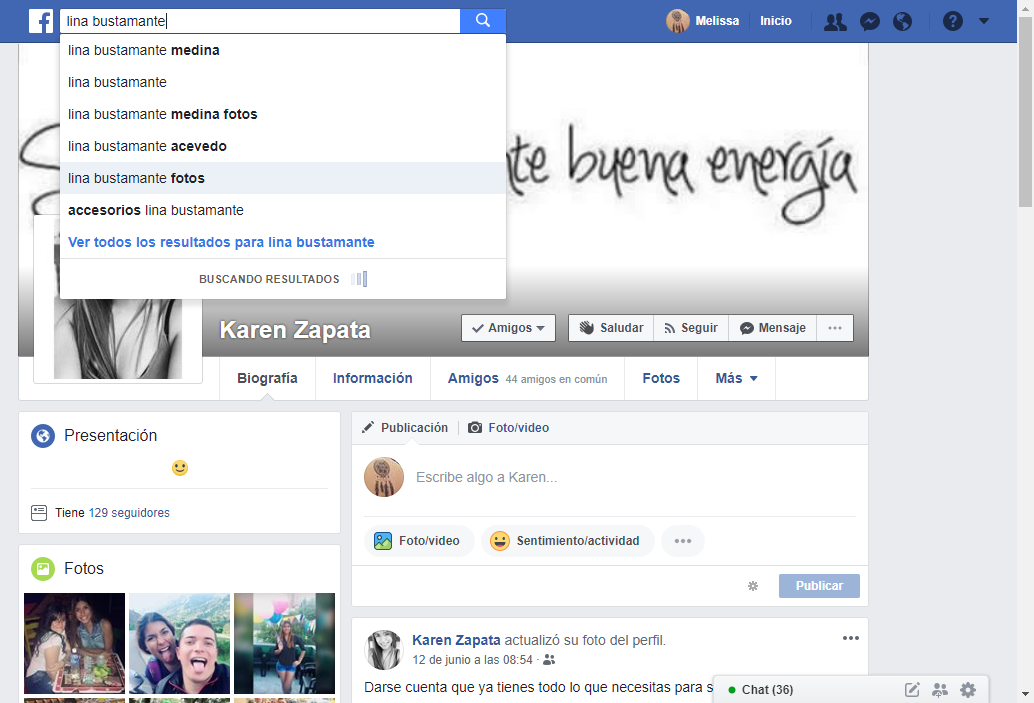 lina bustamante
Melissa
Inicio
lina bustamante medina
lina bustamante
lina bustamante medina fotos
lina bustamante acevedo
lina bustamante fotos
accesorios lina bustamante
Ver todos los resultados para lina bustamante
BUSCANDO RESULTADOS
buena energía
Karen Zapata
Amigos
Saludar
Seguir
Mensaje
Biografía
Información
Amigos 44 amigos en común
Fotos
Más
Presentación
Tiene 129 seguidores
Fotos
Publicación
Foto/video
Escribe algo a Karen...
Foto/video
Sentimiento/actividad
Publicar
Karen Zapata actualizó su foto del perfil.
12 de junio a las 08:54 ·
Darse cuenta que ya tienes todo lo que necesitas para s
Chat (36)